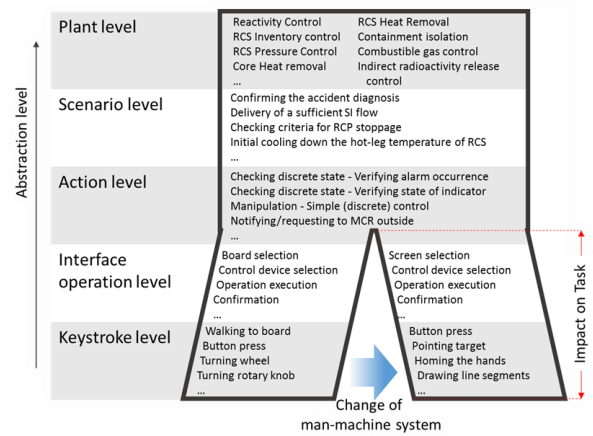 Abstraction level
Plant level
Reactivity Control
RCS Inventory control
RCS Pressure Control
Core Heat removal
...
RCS Heat Removal
Containment isolation
Combustible gas control
Indirect radioactivity release
control
Scenario level
Confirming the accident diagnosis
Delivery of a sufficient SI flow
Checking criteria for RCP stoppage
Initial cooling down the hot-leg temperature of RCS
...
Action level
Checking discrete state - Verifying alarm occurrence
Checking discrete state - Verifying state of indicator
Manipulation - Simple (discrete) control
Notifying/requesting to MCR outside
...
Interface
operation level
Board selection
Control device selection
Operation execution
Confirmation
...
Screen selection
Control device selection
Operation execution
Confirmation
...
Keystroke level
Walking to board
Button press
Turning wheel
Turning rotary knob
...
Button press
Pointing target
Homing the hands
Drawing line segments
...
Change of
man-machine system
Impact on Task